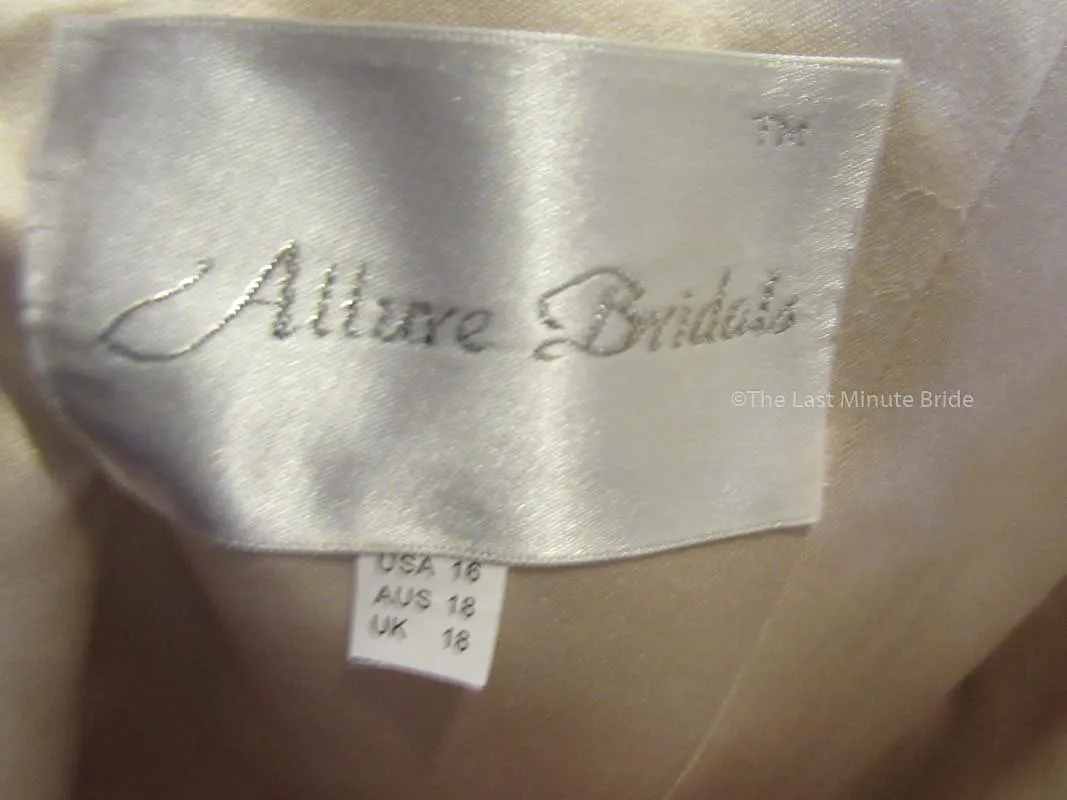 TM
Allure Bridals
©The Last Minute Bride
USA 16
AUS 18
UK 18